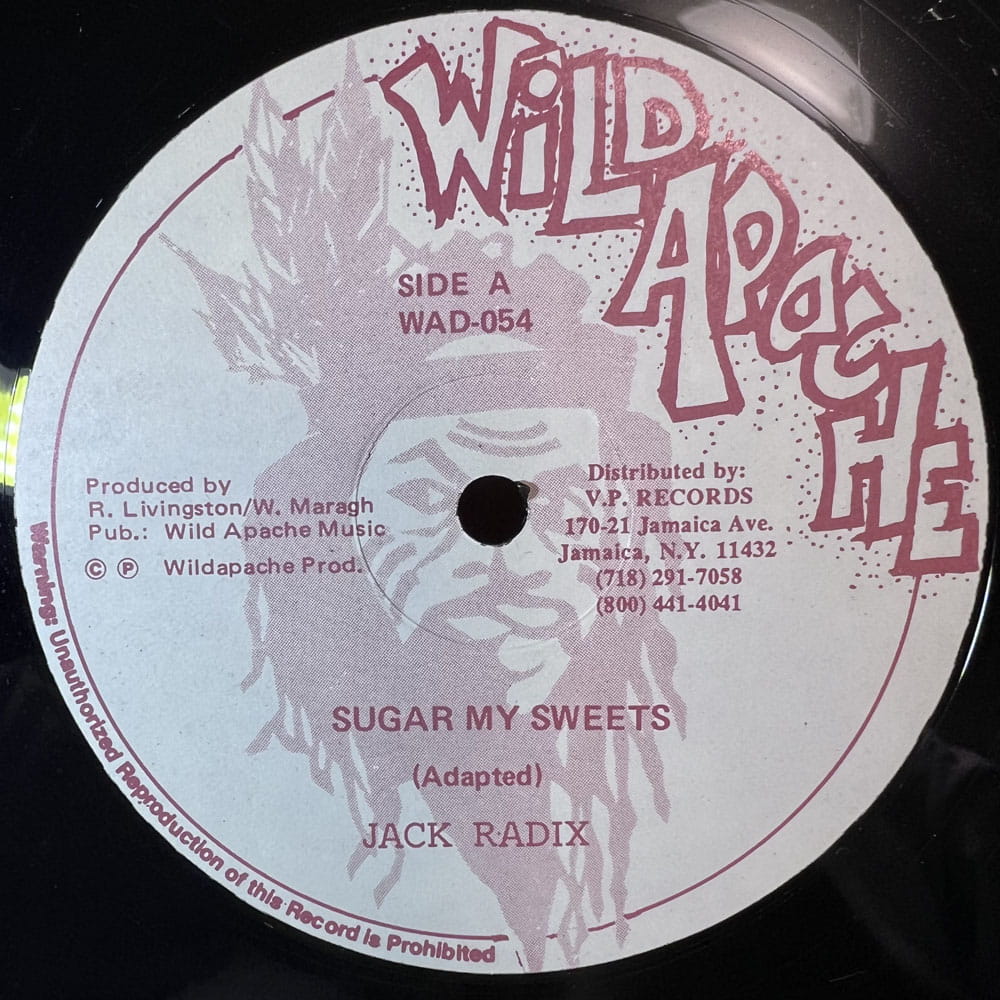 WiLD APACHE
SIDE A
WAD-054
Produced by
R. Livingston/W. Maragh
Pub.: Wild Apache Music
© ℗ Wildapache Prod.
Distributed by:
V.P. RECORDS
170-21 Jamaica Ave.
Jamaica, N.Y. 11432
(718) 291-7058
(800) 441-4041
SUGAR MY SWEETS
(Adapted)
JACK RADIX
Warning: Unauthorized Reproduction of this Record is Prohibited